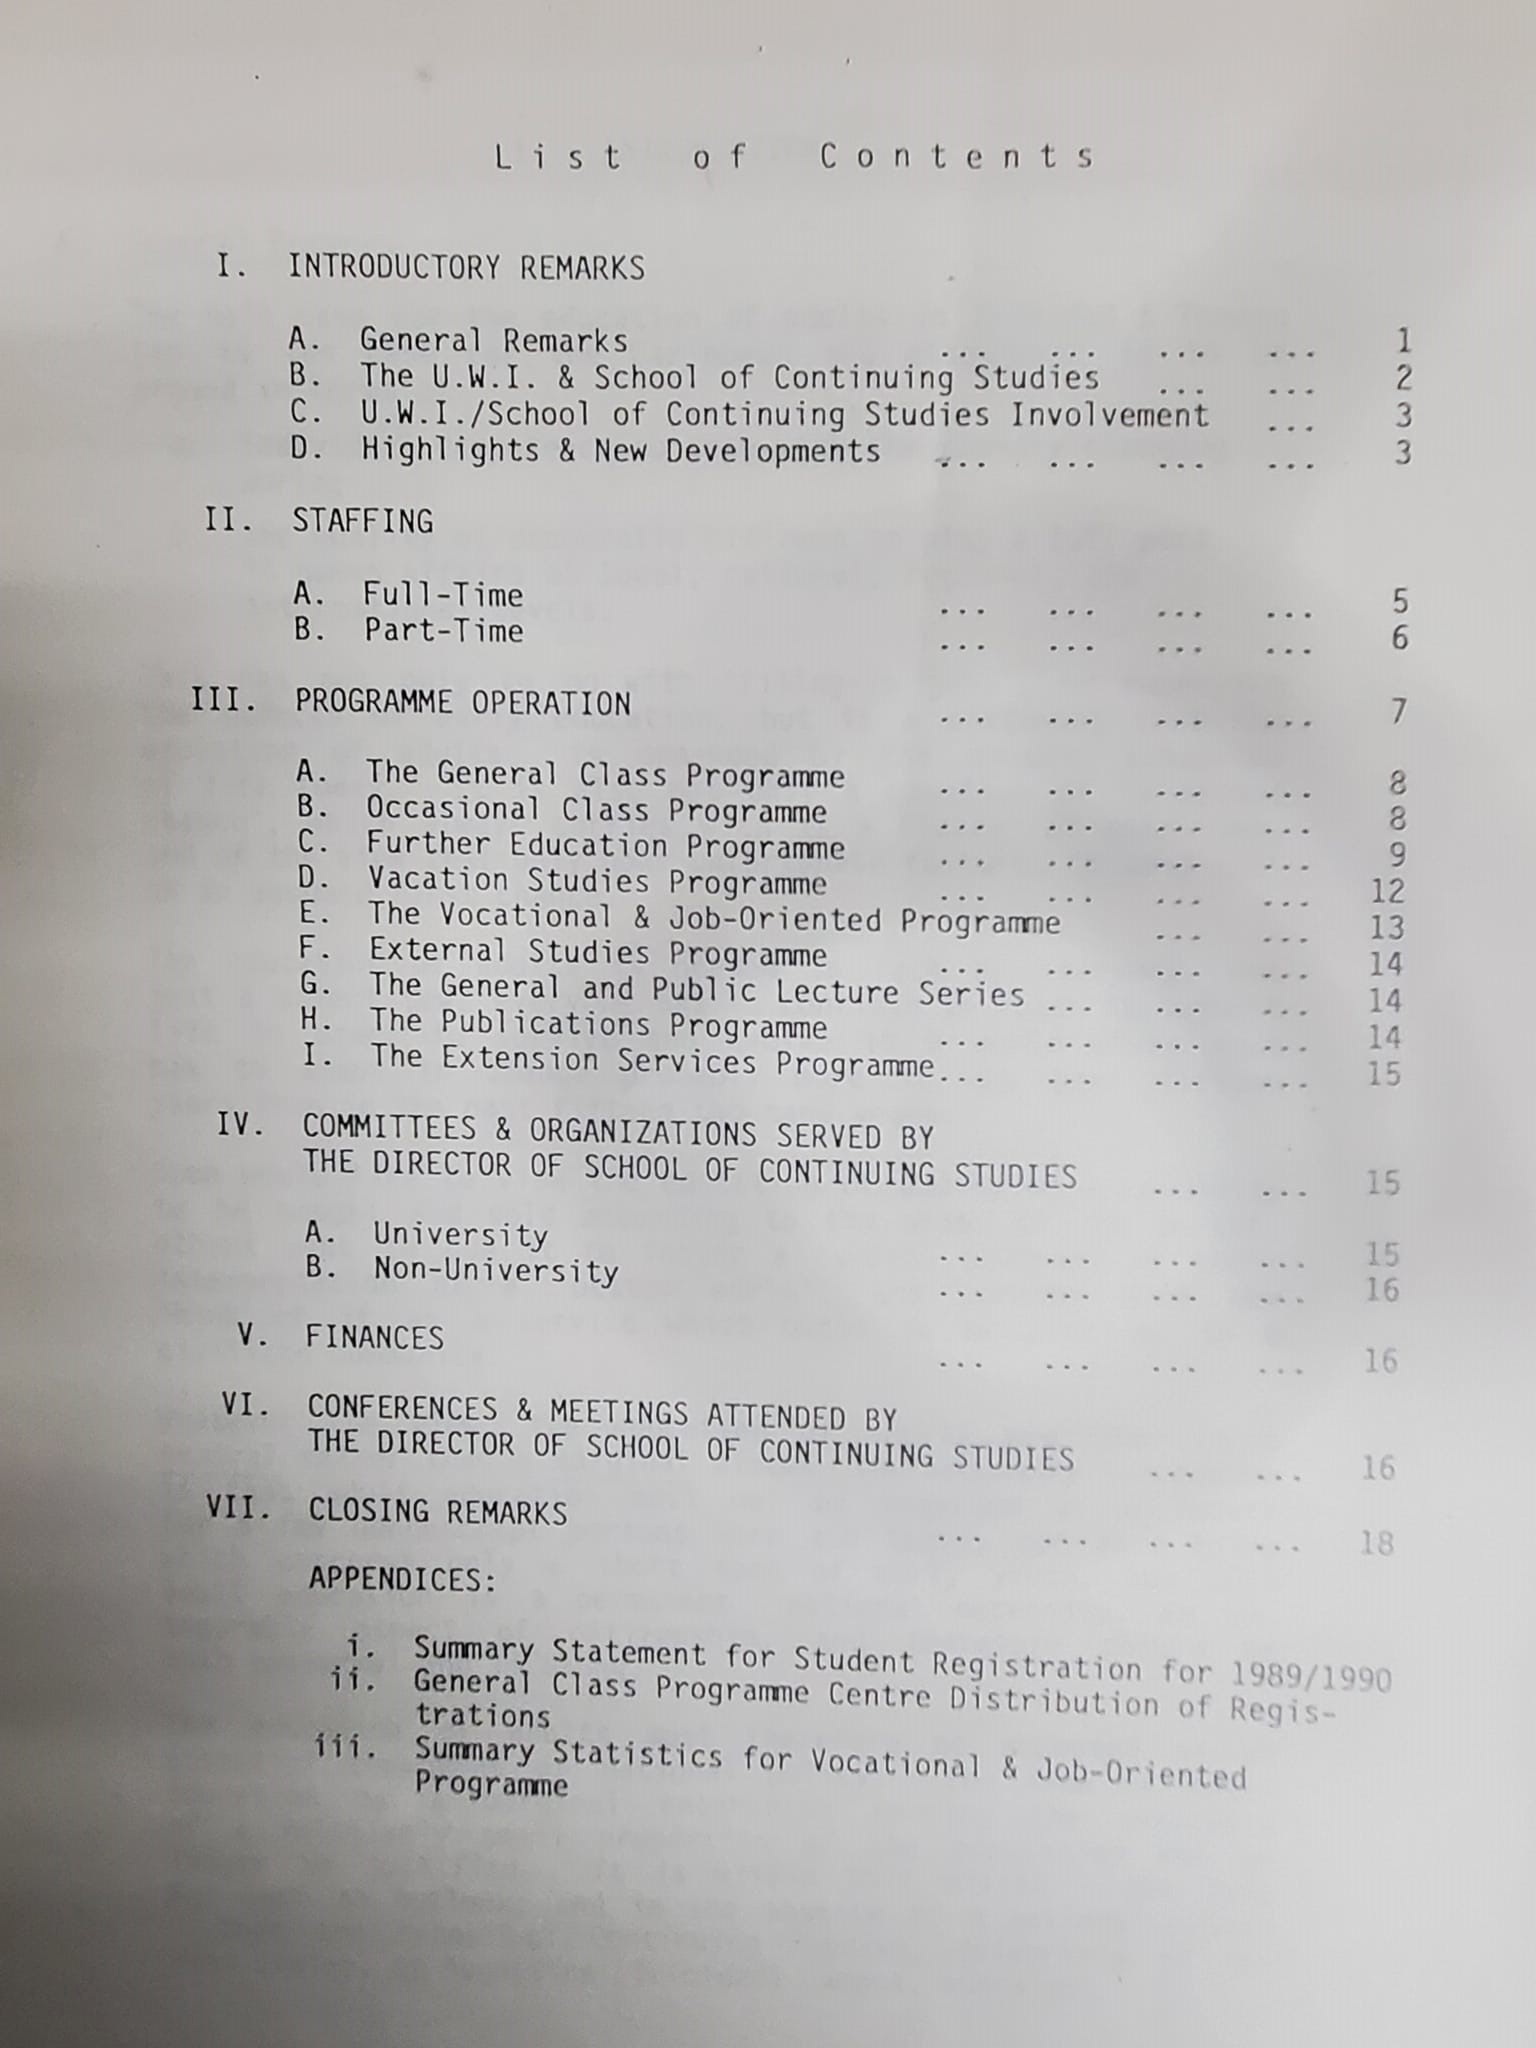 List of Contents
I. INTRODUCTORY REMARKS
A. General Remarks ... ... ... ... 1
B. The U.W.I. & School of Continuing Studies ... ... 2
C. U.W.I./School of Continuing Studies Involvement ... 3
D. Highlights & New Developments ... ... ... ... 3
II. STAFFING
A. Full-Time ... ... ... ... 5
B. Part-Time ... ... ... ... 6
III. PROGRAMME OPERATION ... ... ... ... 7
A. The General Class Programme ... ... ... ... 8
B. Occasional Class Programme ... ... ... ... 8
C. Further Education Programme ... ... ... ... 9
D. Vacation Studies Programme ... ... ... ... 12
E. The Vocational & Job-Oriented Programme ... ... 13
F. External Studies Programme ... ... ... ... 14
G. The General and Public Lecture Series ... ... ... 14
H. The Publications Programme ... ... ... ... 14
I. The Extension Services Programme... ... ... ... 15
IV. COMMITTEES & ORGANIZATIONS SERVED BY
THE DIRECTOR OF SCHOOL OF CONTINUING STUDIES ... ... 15
A. University ... ... ... ... 15
B. Non-University ... ... ... ... 16
V. FINANCES ... ... ... ... 16
VI. CONFERENCES & MEETINGS ATTENDED BY
THE DIRECTOR OF SCHOOL OF CONTINUING STUDIES ... ... 16
VII. CLOSING REMARKS ... ... ... ... 18
APPENDICES:
i. Summary Statement for Student Registration for 1989/1990
ii. General Class Programme Centre Distribution of Regis-
trations
iii. Summary Statistics for Vocational & Job-Oriented
Programme